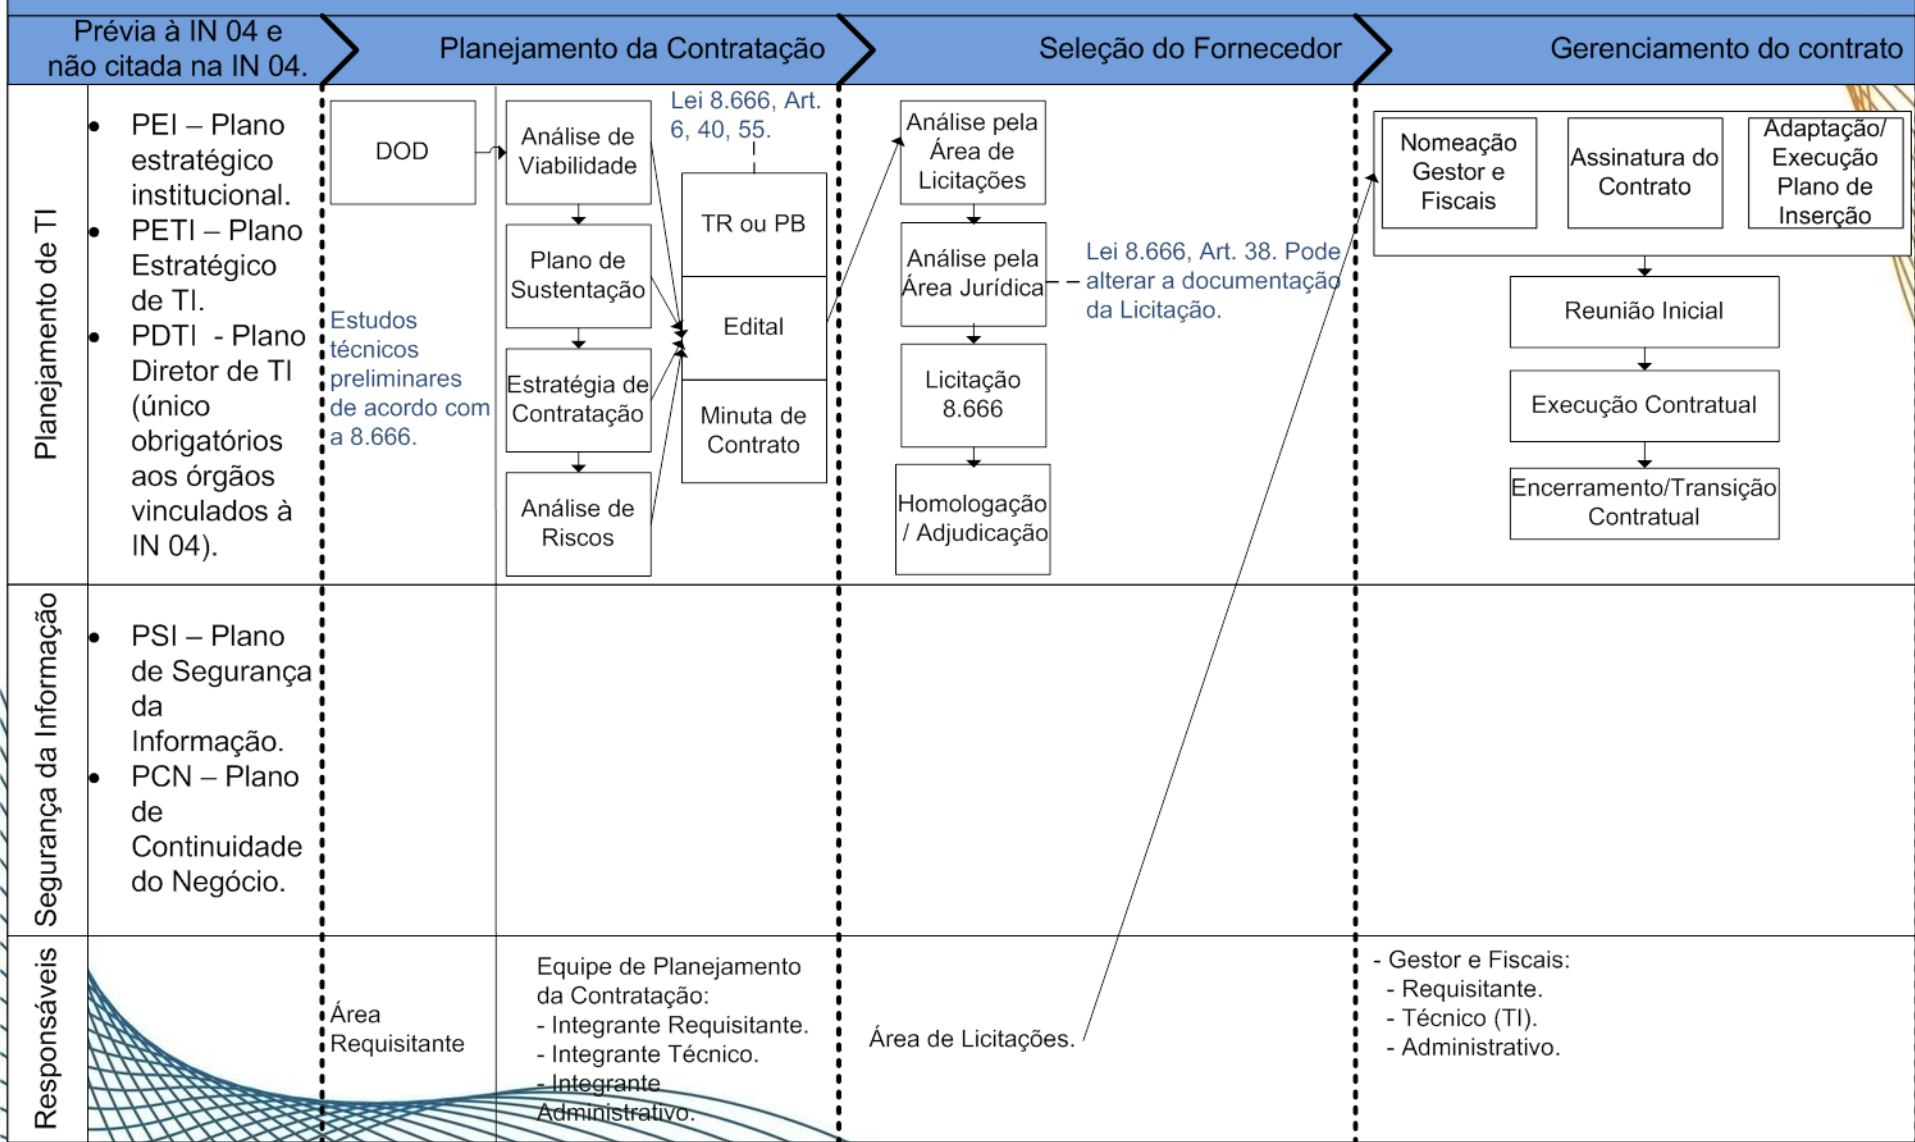 Prévia à IN 04 e
não citada na IN 04.
Planejamento da Contratação
Seleção do Fornecedor
Gerenciamento do contrato
Planejamento de TI
• PEI – Plano
estratégico
institucional.
• PETI – Plano
Estratégico
de TI.
• PDTI - Plano
Diretor de TI
(único
obrigatórios
aos órgãos
vinculados à
IN 04).
DOD
Estudos
técnicos
preliminares
de acordo com
a 8.666.
Análise de
Viabilidade
Plano de
Sustentação
Estratégia de
Contratação
Análise de
Riscos
Lei 8.666, Art.
6, 40, 55.
TR ou PB
Edital
Minuta de
Contrato
Análise pela
Área de
Licitações
Análise pela
Área Jurídica
Licitação
8.666
Homologação
/ Adjudicação
Lei 8.666, Art. 38. Pode
alterar a documentação
da Licitação.
Nomeação
Gestor e
Fiscais
Assinatura do
Contrato
Adaptação/
Execução
Plano de
Inserção
Reunião Inicial
Execução Contratual
Encerramento/Transição
Contratual
Segurança da Informação
• PSI – Plano
de Segurança
da
Informação.
• PCN – Plano
de
Continuidade
do Negócio.
Responsáveis
Área
Requisitante
Equipe de Planejamento
da Contratação:
- Integrante Requisitante.
- Integrante Técnico.
- Integrante
Administrativo.
Área de Licitações.
- Gestor e Fiscais:
- Requisitante.
- Técnico (TI).
- Administrativo.